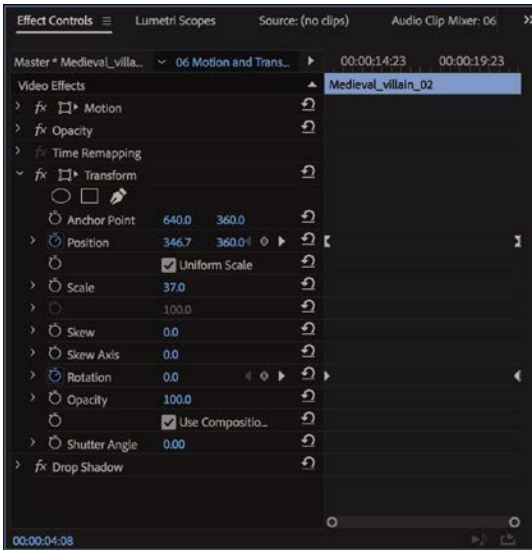 Effect Controls Lumetri Scopes Source: (no clips) Audio Clip Mixer: 06
Master * Medieval_villa... 06 Motion and Trans... 00:00:14:23 00:00:19:23
Video Effects Medieval_villain_02
fx Motion
fx Opacity
fx Time Remapping
fx Transform
Anchor Point 640.0 360.0
Position 346.7 360.0
Uniform Scale
Scale 37.0
100.0
Skew 0.0
Skew Axis 0.0
Rotation 0.0
Opacity 100.0
Use Compositio...
Shutter Angle 0.00
fx Drop Shadow
00:00:04:08